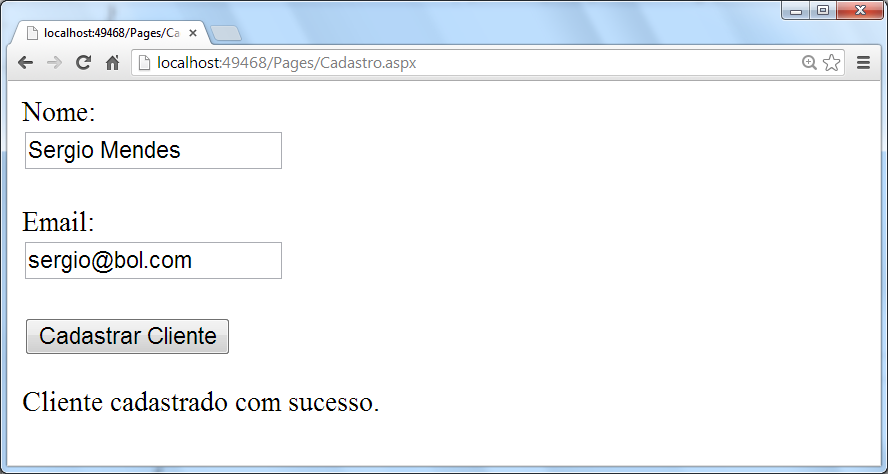 localhost:49468/Pages/Ca
localhost:49468/Pages/Cadastro.aspx
Nome:
Sergio Mendes
Email:
sergio@bol.com
Cadastrar Cliente
Cliente cadastrado com sucesso.